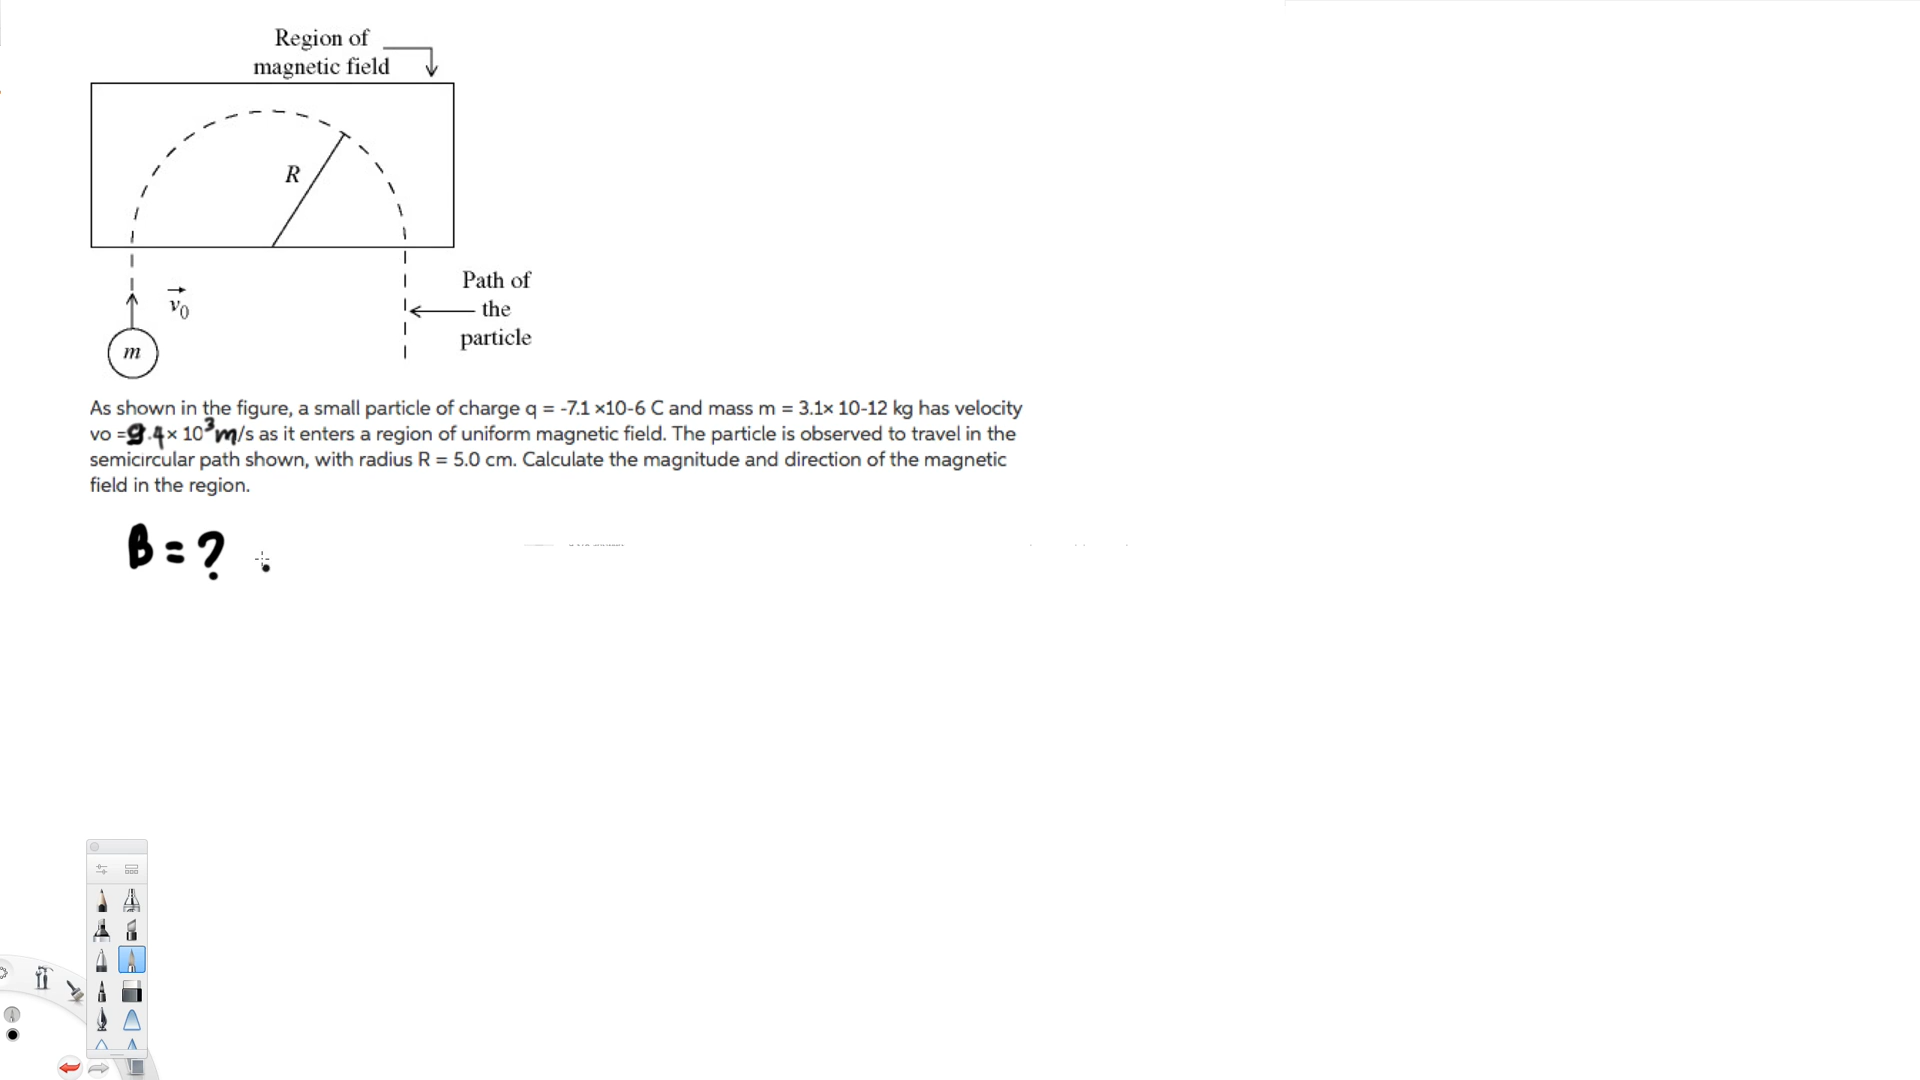 Region of
magnetic field
R
v0
m
Path of
the
particle
As shown in the figure, a small particle of charge q = -7.1 ×10-6 C and mass m = 3.1× 10-12 kg has velocity
vo =9.4× 10³m/s as it enters a region of uniform magnetic field. The particle is observed to travel in the
semicircular path shown, with radius R = 5.0 cm. Calculate the magnitude and direction of the magnetic
field in the region.
B = ?